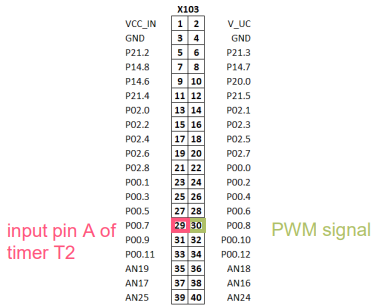 X103
VCC_IN 1 2 V_UC
GND 3 4 GND
P21.2 5 6 P21.3
P14.8 7 8 P14.7
P14.6 9 10 P20.0
P21.4 11 12 P21.5
P02.0 13 14 P02.1
P02.2 15 16 P02.3
P02.4 17 18 P02.5
P02.6 19 20 P02.7
P02.8 21 22 P00.0
P00.1 23 24 P00.2
P00.3 25 26 P00.4
P00.5 27 28 P00.6
input pin A of timer T2 P00.7 29 30 P00.8 PWM signal
P00.9 31 32 P00.10
P00.11 33 34 P00.12
AN19 35 36 AN18
AN17 37 38 AN16
AN25 39 40 AN24